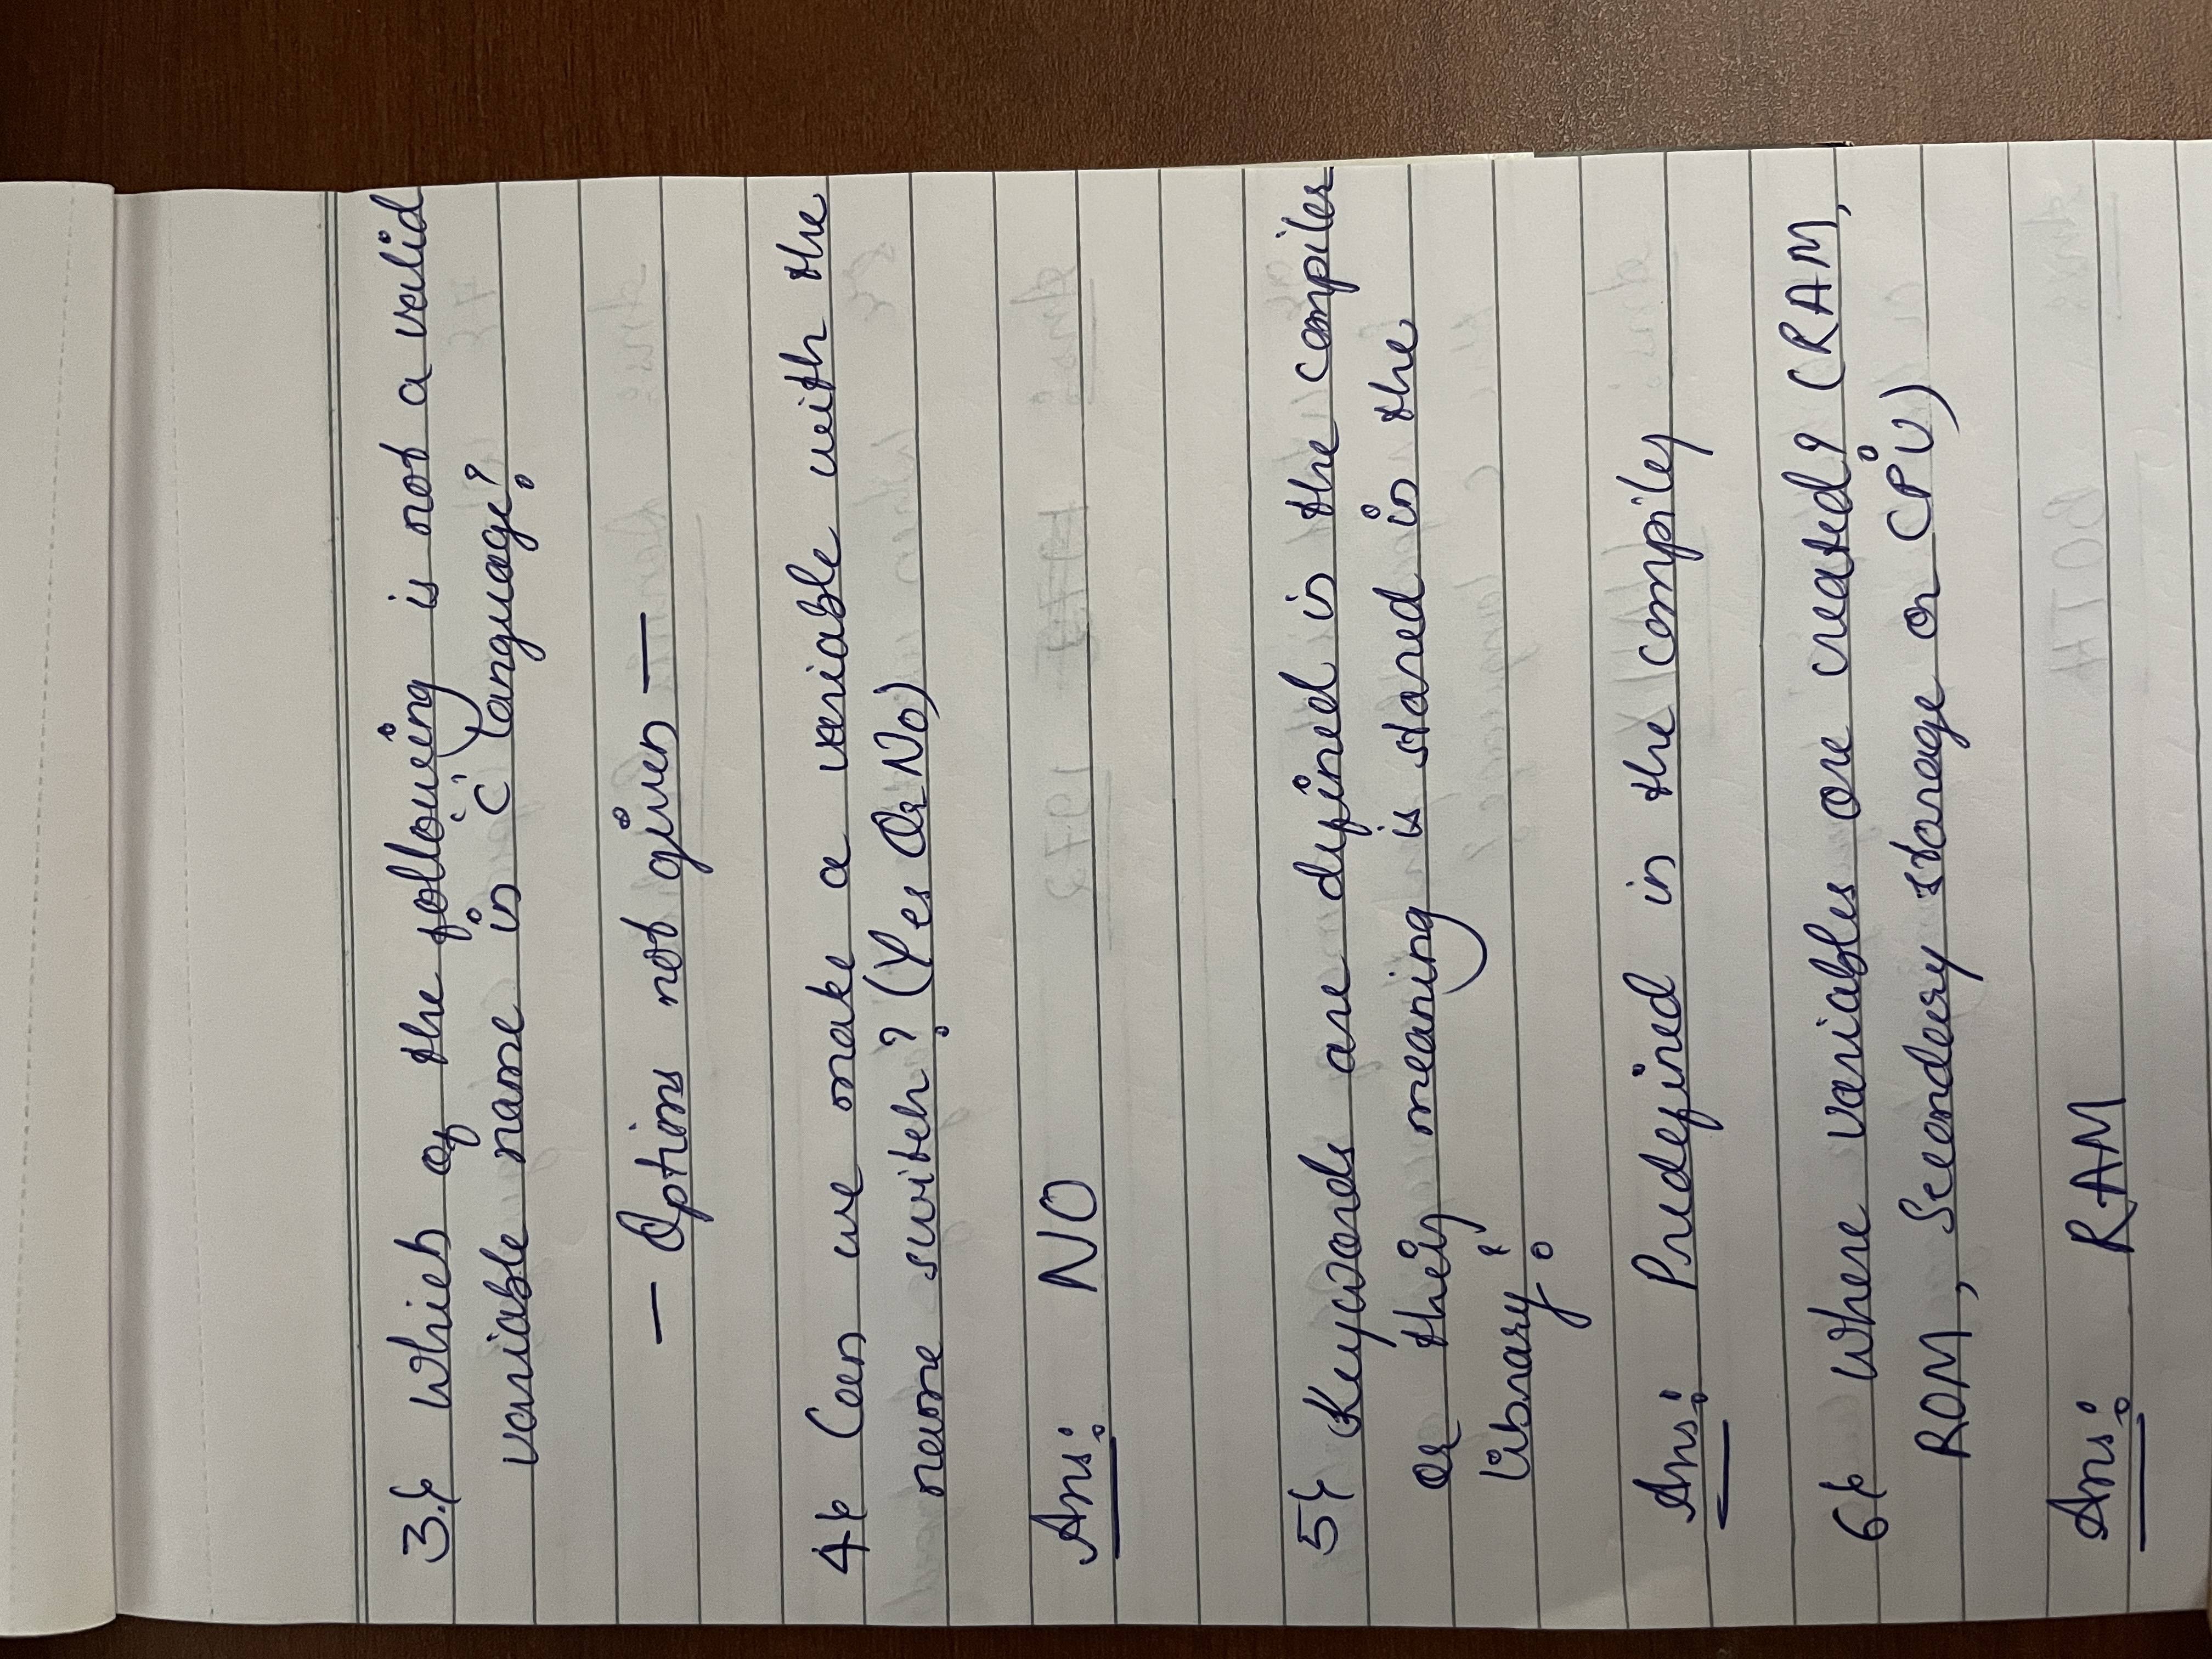 3. Which of the following is not a valid
variable name in 'C' language?
— Options not given —
4. Can we make a variable with the
name switch? (Yes Or No)
Ans: NO
5. Keywords are defined in the compiler
or their meaning is stored in the
library?
Ans: Predefined in the compiler
6. Where variables are created? (RAM,
ROM, Secondary storage or CPU)
Ans: RAM